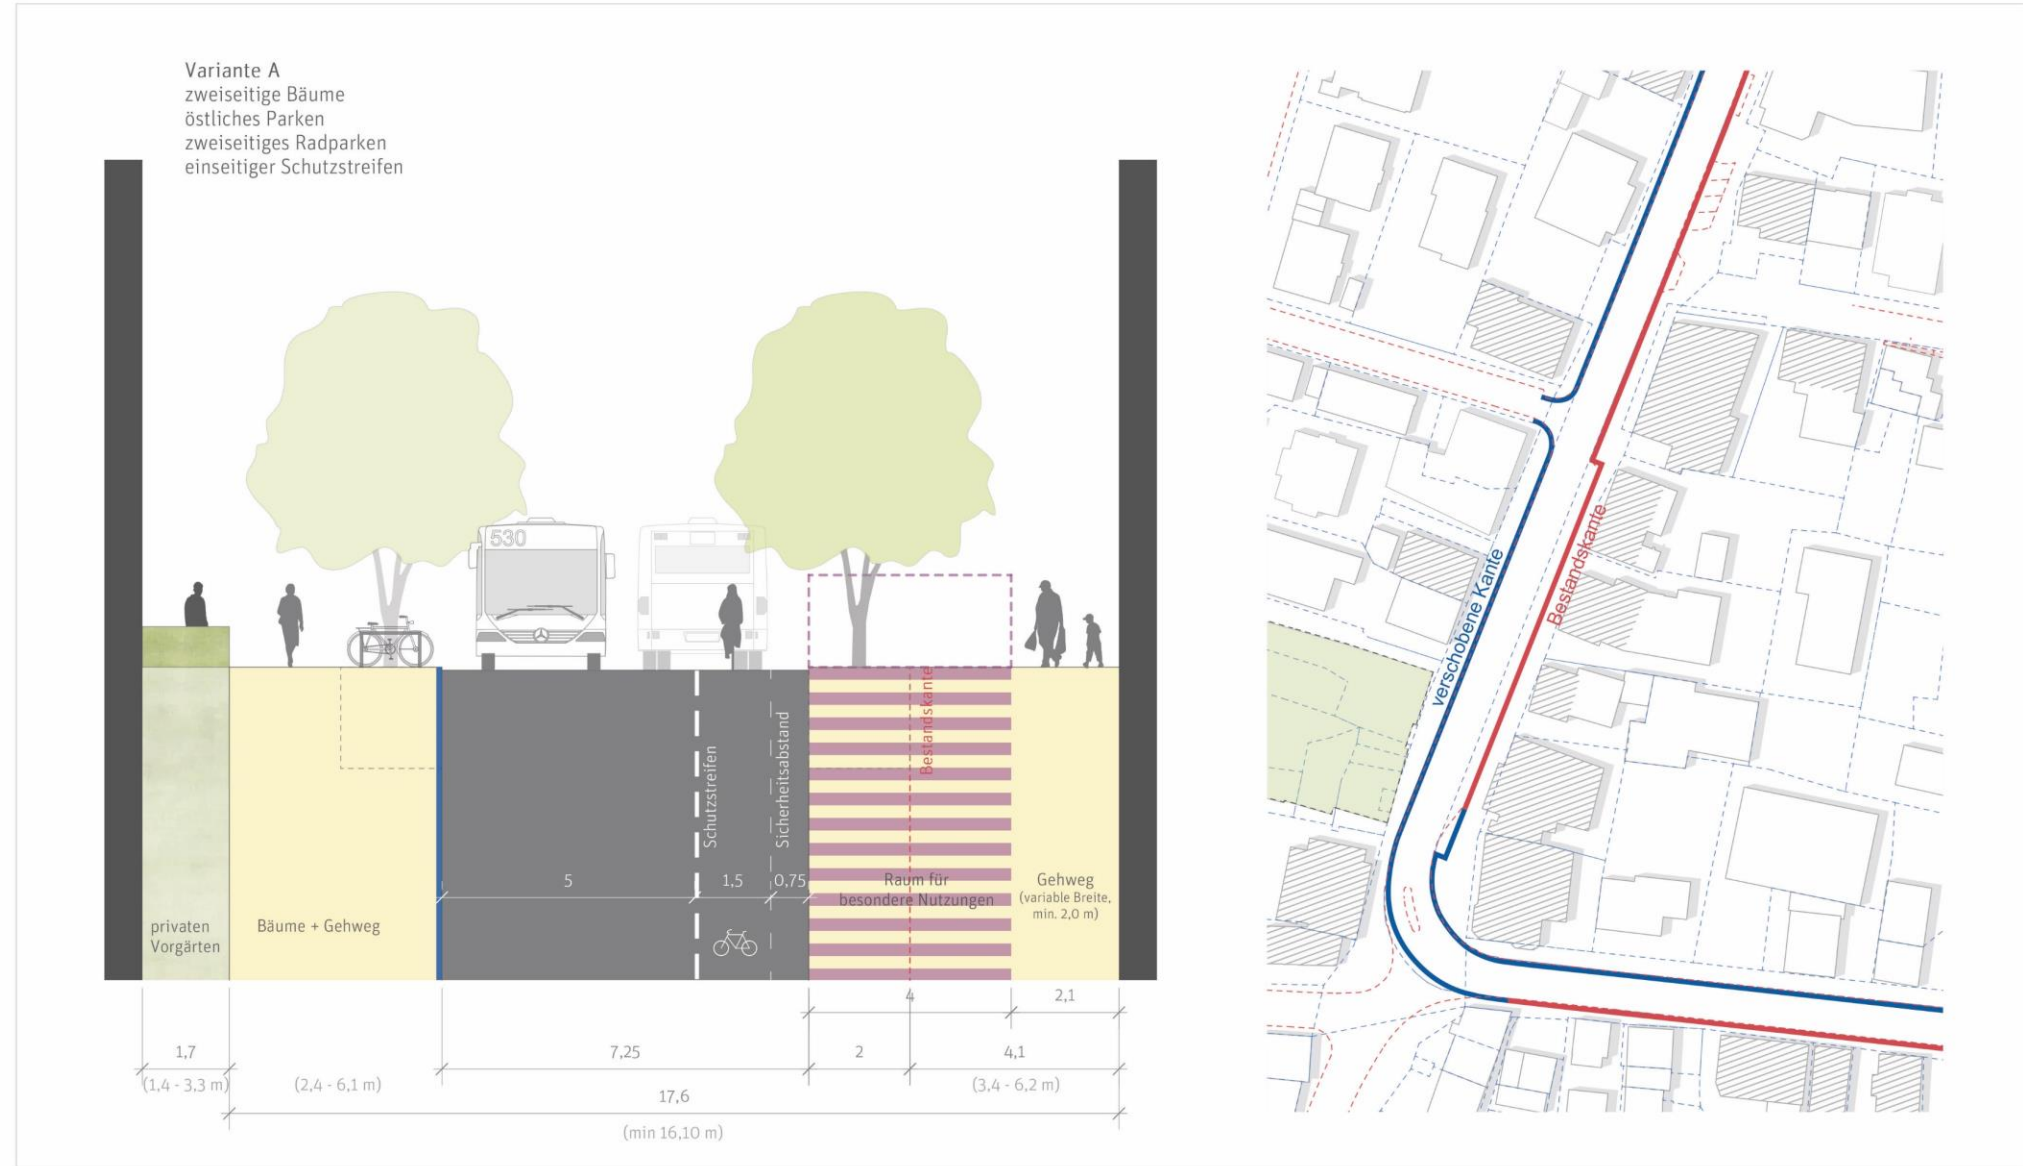 Variante A
zweiseitige Bäume
östliches Parken
zweiseitiges Radparken
einseitiger Schutzstreifen
530
Bestandskante
Schutzstreifen
Sicherheitsabstand
5
1,5
0,75
Raum für
besondere Nutzungen
Gehweg
(variable Breite,
min. 2,0 m)
privaten
Vorgärten
Bäume + Gehweg
4
2,1
1,7
7,25
2
4,1
(1,4 - 3,3 m)
(2,4 - 6,1 m)
(3,4 - 6,2 m)
17,6
(min 16,10 m)
verschobene Kante
Bestandskante